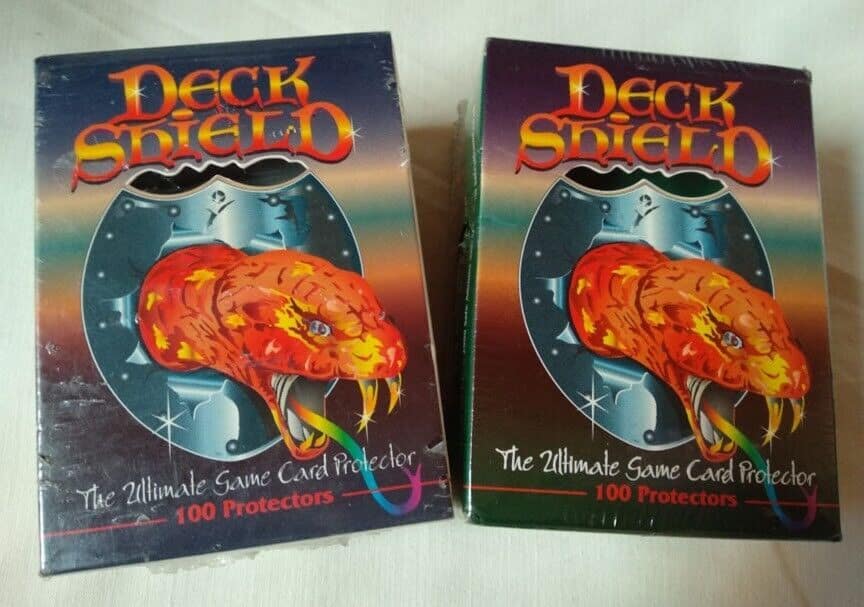 DECK
SHIELD
The Ultimate Game Card Protector
100 Protectors
DECK
SHIELD
The Ultimate Game Card Protector
100 Protectors